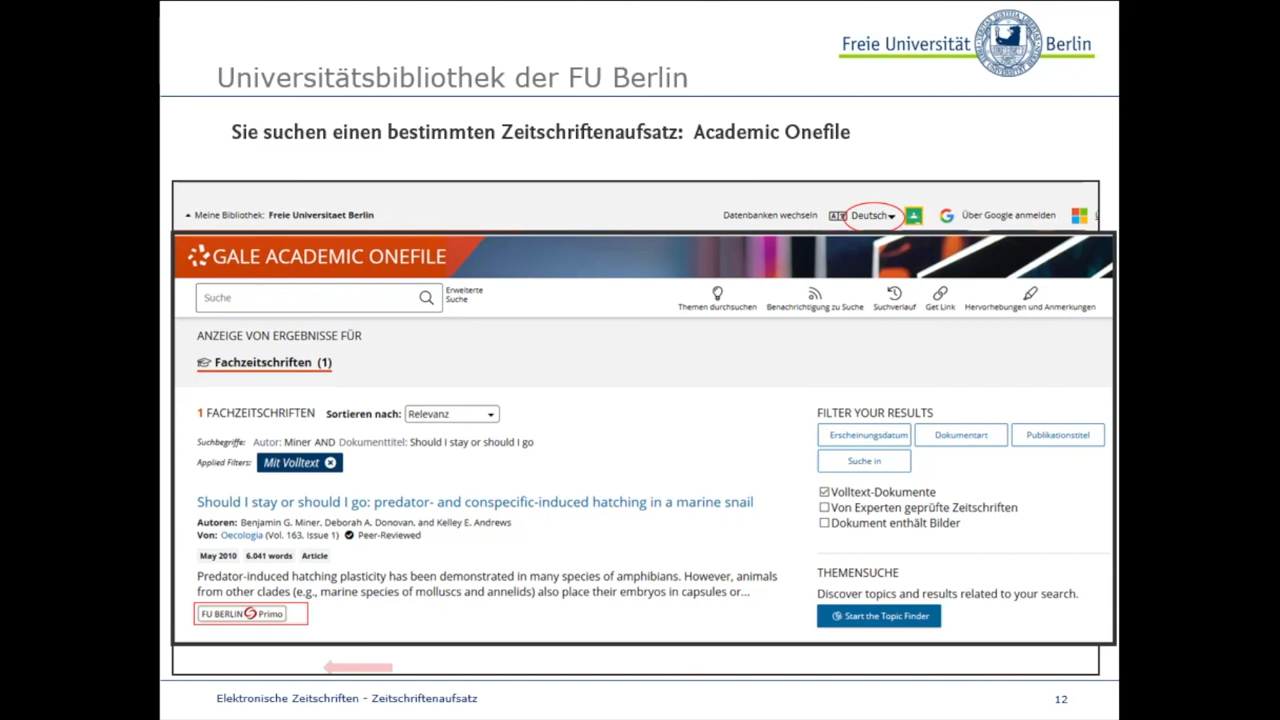 Freie Universität Berlin
Universitätsbibliothek der FU Berlin
Sie suchen einen bestimmten Zeitschriftenaufsatz: Academic Onefile
Meine Bibliothek: Freie Universitaet Berlin
Datenbanken wechseln Deutsch Über Google anmelden
GALE ACADEMIC ONEFILE
Suche
Erweiterte
Suche
Themen durchsuchen Benachrichtigung zu Suche Suchverlauf Get Link Hervorhebungen und Anmerkungen
ANZEIGE VON ERGEBNISSE FÜR
Fachzeitschriften (1)
1 FACHZEITSCHRIFTEN Sortieren nach: Relevanz
Suchbegriffe: Autor: Miner AND Dokumenttitel: Should I stay or should I go
Applied Filters: Mit Volltext
Should I stay or should I go: predator- and conspecific-induced hatching in a marine snail
Autoren: Benjamin G. Miner, Deborah A. Donovan, and Kelley E. Andrews
Von: Oecologia (Vol. 163, Issue 1) Peer-Reviewed
May 2010 6.041 words Article
Predator-induced hatching plasticity has been demonstrated in many species of amphibians. However, animals
from other clades (e.g., marine species of molluscs and annelids) also place their embryos in capsules or...
FU BERLIN Primo
FILTER YOUR RESULTS
Erscheinungsdatum Dokumentart Publikationstitel
Suche in
Volltext-Dokumente
Von Experten geprüfte Zeitschriften
Dokument enthält Bilder
THEMENSUCHE
Discover topics and results related to your search.
Start the Topic Finder
Elektronische Zeitschriften - Zeitschriftenaufsatz
12